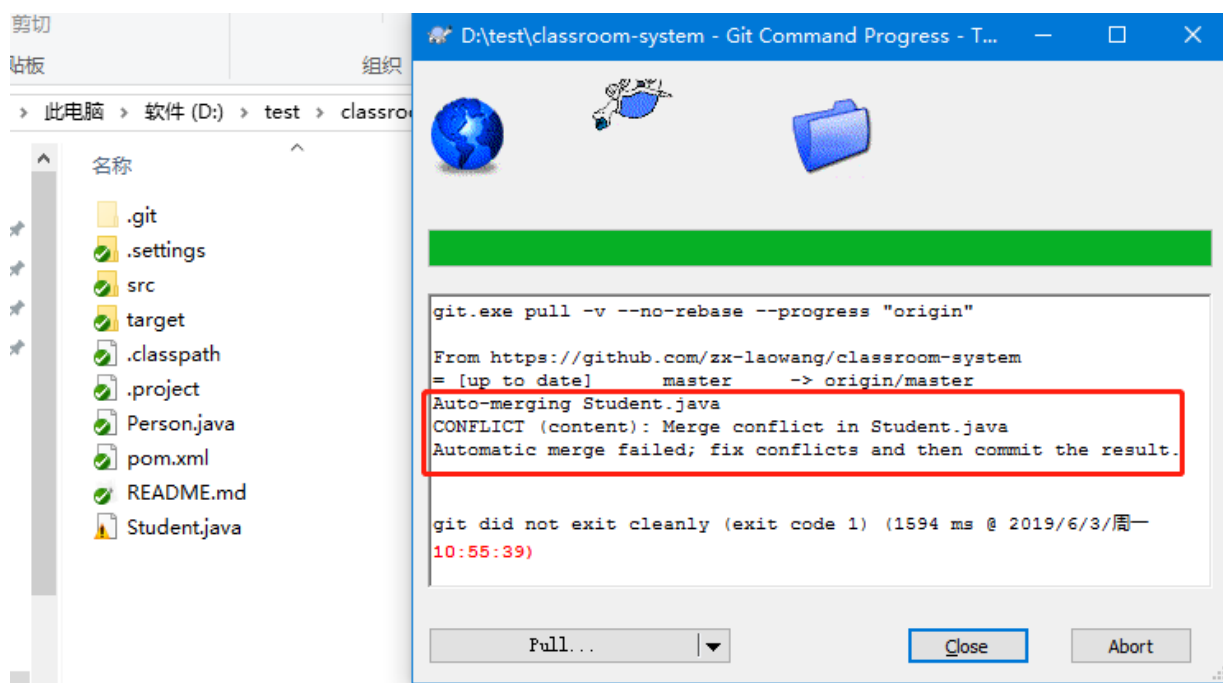 剪切
贴板
组织
> 此电脑 > 软件 (D:) > test > classroo
名称
.git
.settings
src
target
.classpath
.project
Person.java
pom.xml
README.md
Student.java
D:\test\classroom-system - Git Command Progress - T...
git.exe pull -v --no-rebase --progress "origin"
From https://github.com/zx-laowang/classroom-system
= [up to date]      master     -> origin/master
Auto-merging Student.java
CONFLICT (content): Merge conflict in Student.java
Automatic merge failed; fix conflicts and then commit the result.
git did not exit cleanly (exit code 1) (1594 ms @ 2019/6/3/周一
10:55:39)
Pull...
Close
Abort